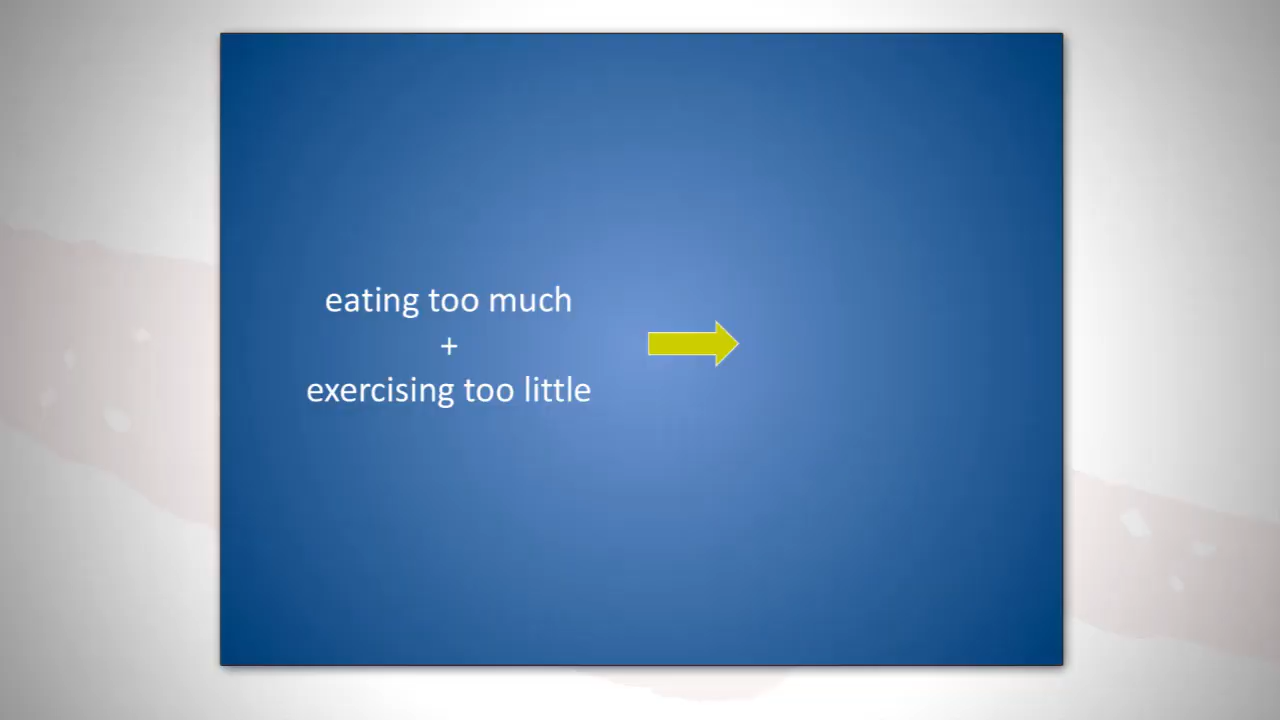 eating too much
+
exercising too little